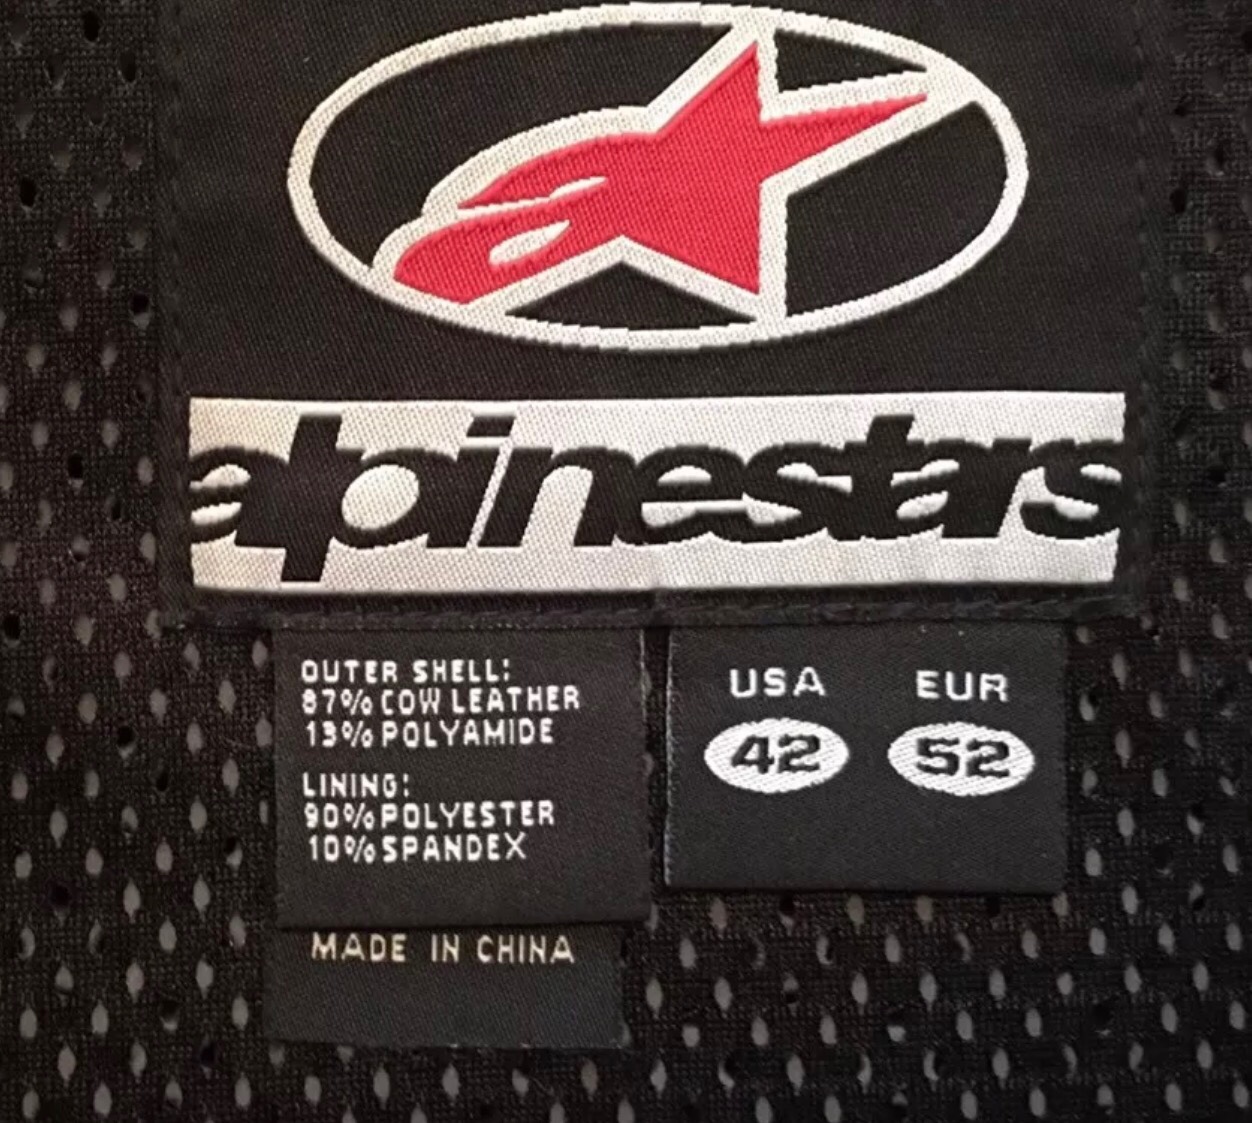 alpinestars
OUTER SHELL:
87% COW LEATHER
13% POLYAMIDE
LINING:
90% POLYESTER
10% SPANDEX
MADE IN CHINA
USA EUR
42 52